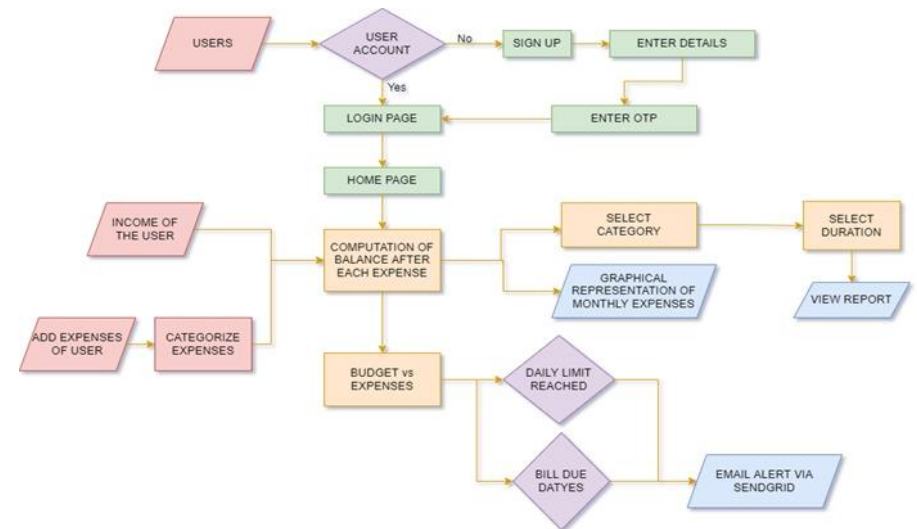 USERS
USER
ACCOUNT
No
SIGN UP
ENTER DETAILS
Yes
LOGIN PAGE
ENTER OTP
HOME PAGE
INCOME OF
THE USER
COMPUTATION OF
BALANCE AFTER
EACH EXPENSE
SELECT
CATEGORY
SELECT
DURATION
GRAPHICAL
REPRESENTATION OF
MONTHLY EXPENSES
VIEW REPORT
ADD EXPENSES
OF USER
CATEGORIZE
EXPENSES
BUDGET vs
EXPENSES
DAILY LIMIT
REACHED
BILL DUE
DATYES
EMAIL ALERT VIA
SENDGRID